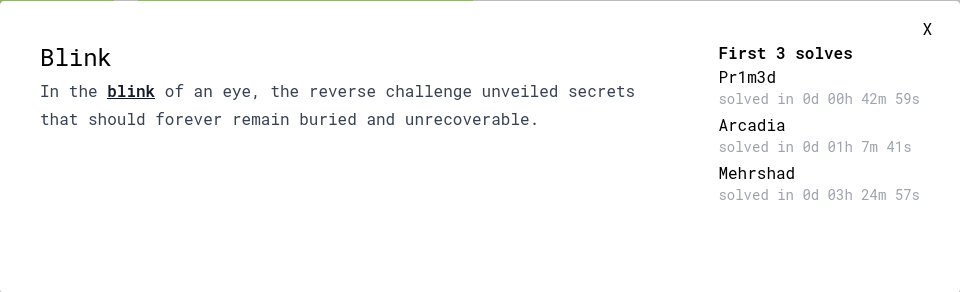 X
Blink
In the blink of an eye, the reverse challenge unveiled secrets
that should forever remain buried and unrecoverable.
First 3 solves
Pr1m3d
solved in 0d 00h 42m 59s
Arcadia
solved in 0d 01h 7m 41s
Mehrshad
solved in 0d 03h 24m 57s